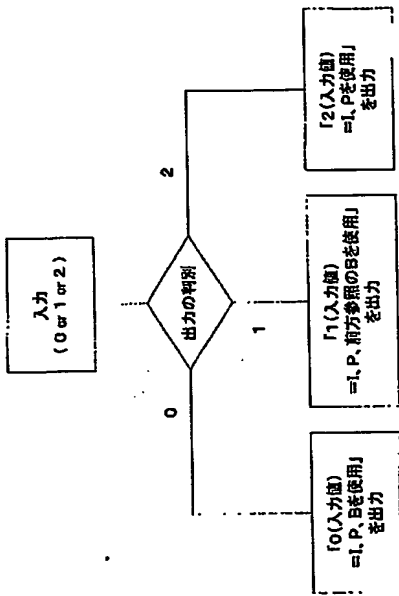 入力
( 0 or 1 or 2 )
出力の判別
0
1
2
「0(入力値)
=I、P、Bを使用」
を出力
「1(入力値)
=I、P、前方参照のBを使用」
を出力
「2(入力値)
=I、Pを使用」
を出力